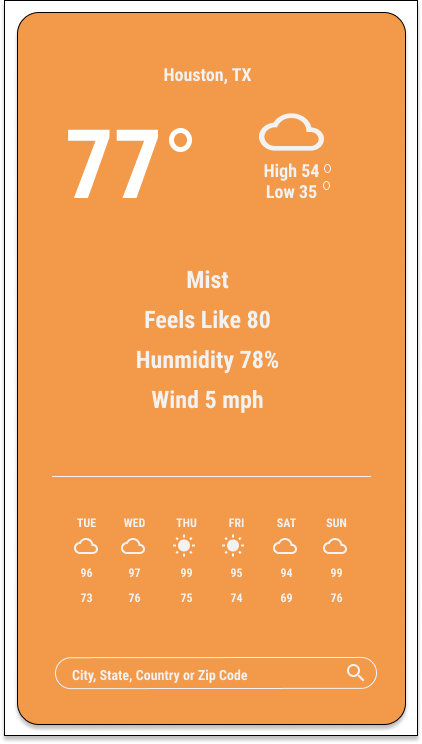 Houston, TX
77°
High 54 °
Low 35 °
Mist
Feels Like 80
Hunmidity 78%
Wind 5 mph
TUE WED THU FRI SAT SUN
96 97 99 95 94 99
73 76 75 74 69 76
City, State, Country or Zip Code